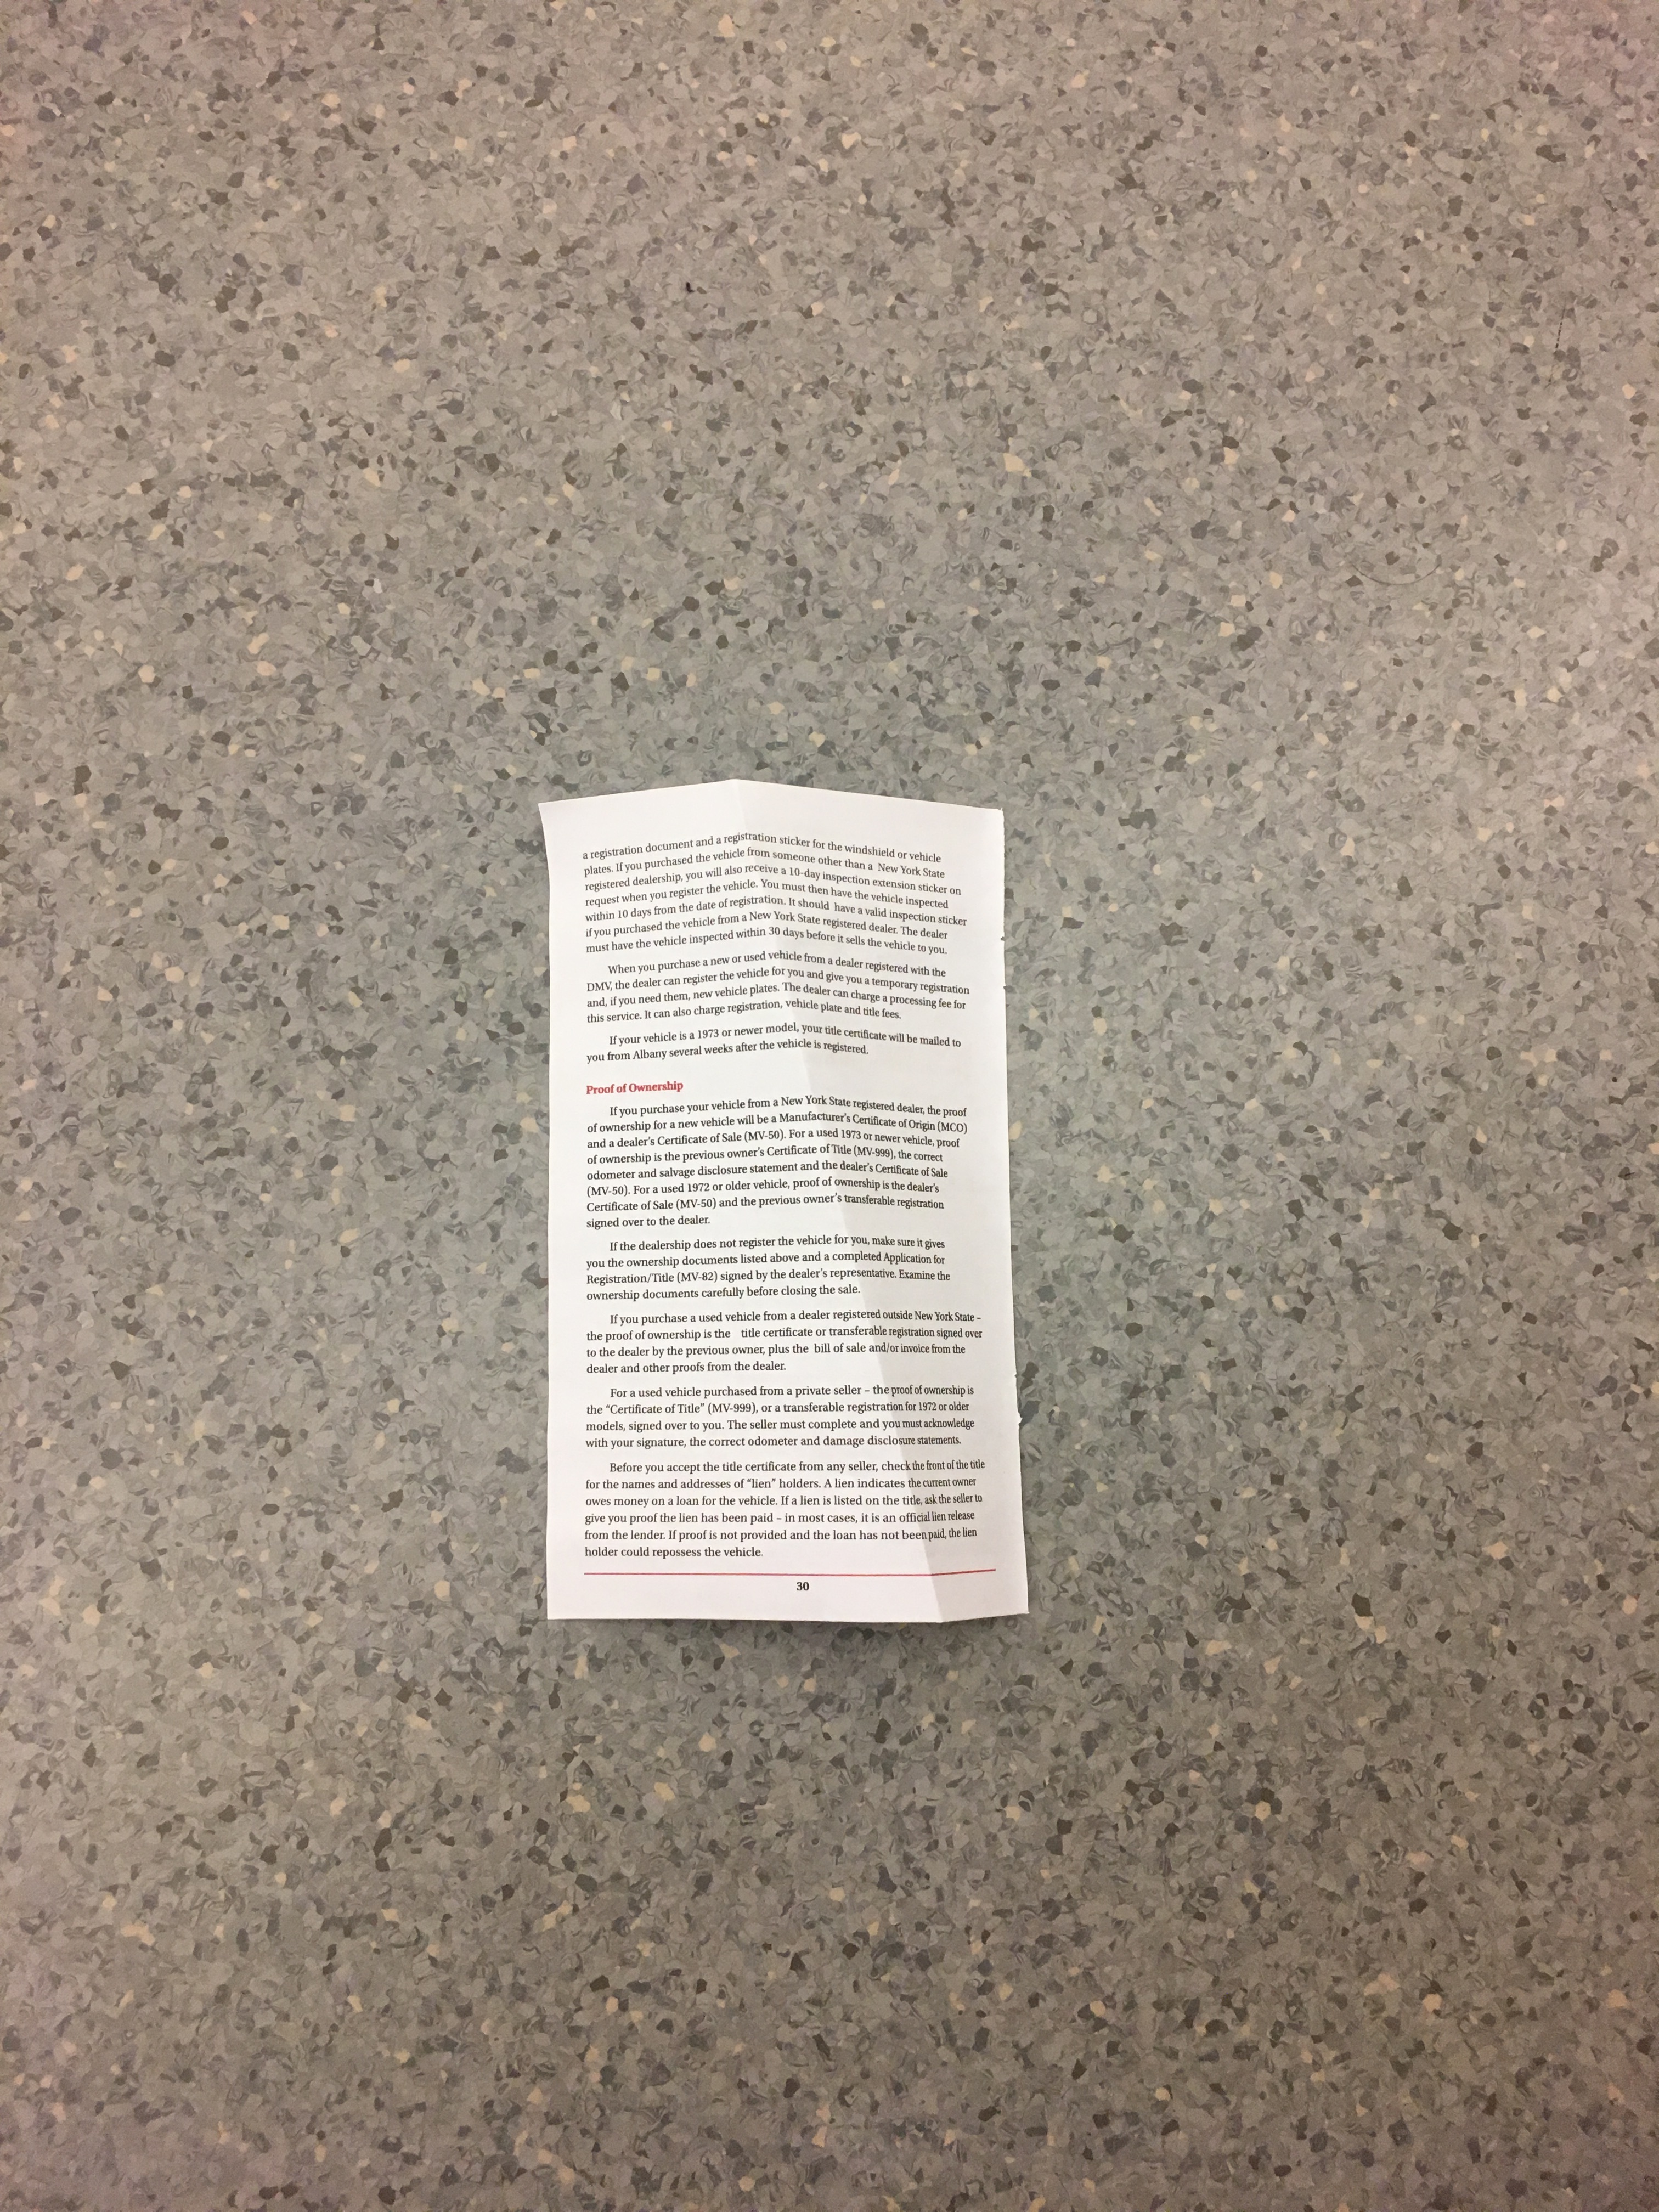 a registration document and a registration sticker for the windshield or vehicle
plates. If you purchased the vehicle from someone other than a New York State
registered dealership, you will also receive a 10-day inspection extension sticker on
request when you register the vehicle. You must then have the vehicle inspected
within 10 days from the date of registration. It should have a valid inspection sticker
if you purchased the vehicle from a New York State registered dealer. The dealer
must have the vehicle inspected within 30 days before it sells the vehicle to you.
When you purchase a new or used vehicle from a dealer registered with the
DMV, the dealer can register the vehicle for you and give you a temporary registration
and, if you need them, new vehicle plates. The dealer can charge a processing fee for
this service. It can also charge registration, vehicle plate and title fees.
If your vehicle is a 1973 or newer model, your title certificate will be mailed to
you from Albany several weeks after the vehicle is registered.
Proof of Ownership
If you purchase your vehicle from a New York State registered dealer, the proof
of ownership for a new vehicle will be a Manufacturer's Certificate of Origin (MCO)
and a dealer's Certificate of Sale (MV-50). For a used 1973 or newer vehicle, proof
of ownership is the previous owner's Certificate of Title (MV-999), the correct
odometer and salvage disclosure statement and the dealer's Certificate of Sale
(MV-50). For a used 1972 or older vehicle, proof of ownership is the dealer's
Certificate of Sale (MV-50) and the previous owner's transferable registration
signed over to the dealer.
If the dealership does not register the vehicle for you, make sure it gives
you the ownership documents listed above and a completed Application for
Registration/Title (MV-82) signed by the dealer's representative. Examine the
ownership documents carefully before closing the sale.
If you purchase a used vehicle from a dealer registered outside New York State –
the proof of ownership is the title certificate or transferable registration signed over
to the dealer by the previous owner, plus the bill of sale and/or invoice from the
dealer and other proofs from the dealer.
For a used vehicle purchased from a private seller – the proof of ownership is
the “Certificate of Title” (MV-999), or a transferable registration for 1972 or older
models, signed over to you. The seller must complete and you must acknowledge
with your signature, the correct odometer and damage disclosure statements.
Before you accept the title certificate from any seller, check the front of the title
for the names and addresses of “lien” holders. A lien indicates the current owner
owes money on a loan for the vehicle. If a lien is listed on the title, ask the seller to
give you proof the lien has been paid – in most cases, it is an official lien release
from the lender. If proof is not provided and the loan has not been paid, the lien
holder could repossess the vehicle.
30